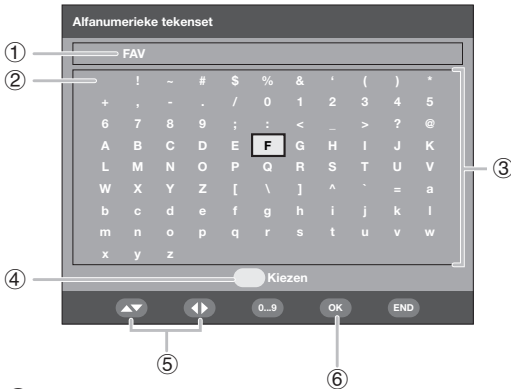 Alfanumerieke tekenset
① FAV
② ! ~ # $ % & ‘ ( ) *
+ , - . / 0 1 2 3 4 5
6 7 8 9 ; : < _ > ? @
A B C D E F G H I J K
③
L M N O P Q R S T U V
W X Y Z [ \ ] ^ ` = a
b c d e f g h i j k l
m n o p q r s t u v w
x y z
④ Kiezen
0...9 OK END
⑤ ⑥